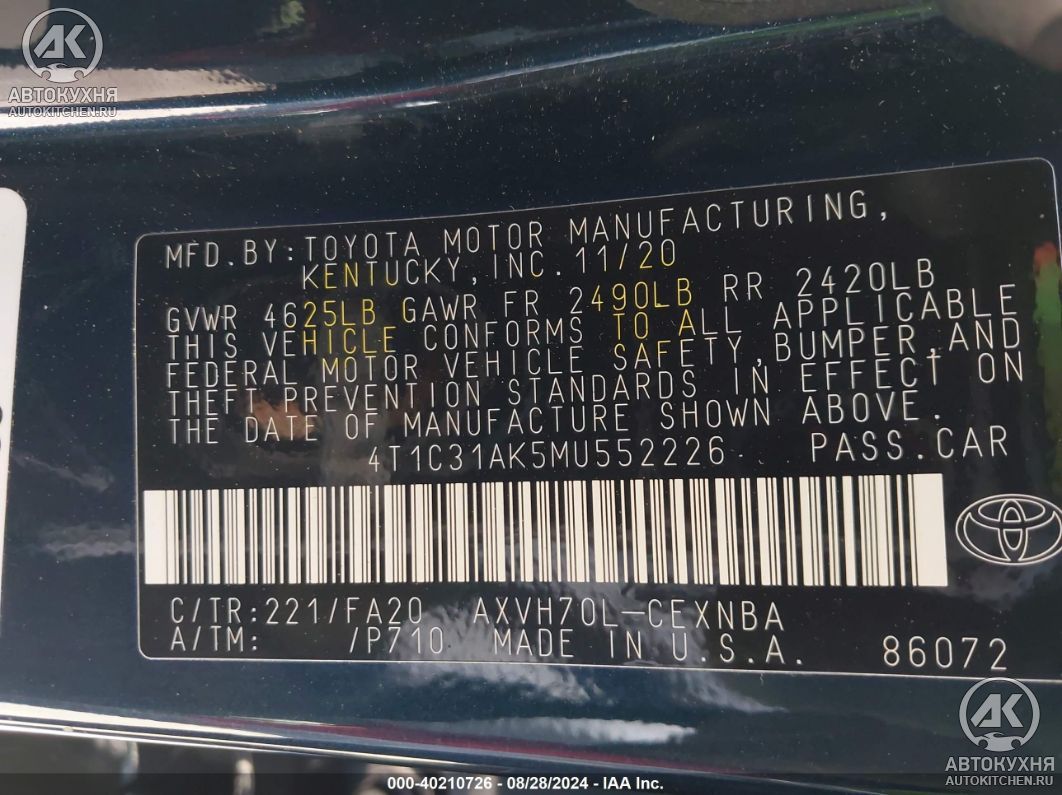 AK
АВТОКУХНЯ
AUTOKITCHEN.RU
MFD.BY:TOYOTA MOTOR MANUFACTURING,
KENTUCKY,INC.11/20
GVWR 4625LB GAWR FR 2490LB RR 2420LB
THIS VEHICLE CONFORMS TO ALL APPLICABLE
FEDERAL MOTOR VEHICLE SAFETY,BUMPER,AND
THEFT PREVENTION STANDARDS IN EFFECT ON
THE DATE OF MANUFACTURE SHOWN ABOVE.
4T1C31AK5MU552226 PASS.CAR
C/TR:221/FA20 AXVH70L-CEXNBA
A/TM: /P710 MADE IN U.S.A. 86072
AK
АВТОКУХНЯ
AUTOKITCHEN.RU
000-40210726 - 08/28/2024 - IAA Inc.